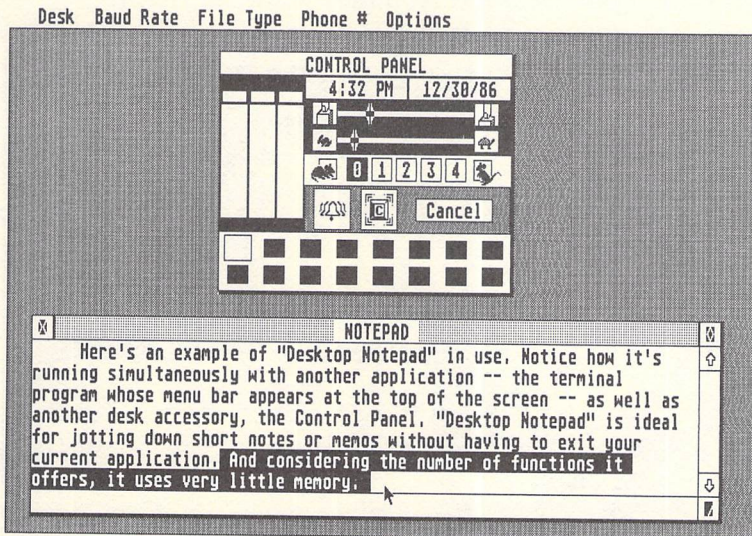 Desk Baud Rate File Type Phone # Options
CONTROL PANEL
4:32 PM 12/30/86
0 1 2 3 4
C Cancel
NOTEPAD
Here's an example of "Desktop Notepad" in use. Notice how it's
running simultaneously with another application -- the terminal
program whose menu bar appears at the top of the screen -- as well as
another desk accessory, the Control Panel. "Desktop Notepad" is ideal
for jotting down short notes or memos without having to exit your
current application. And considering the number of functions it
offers, it uses very little memory.